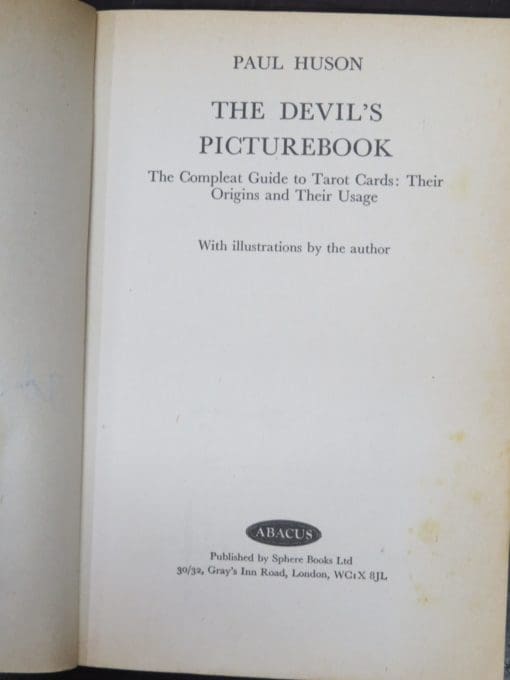 PAUL HUSON
THE DEVIL'S
PICTUREBOOK
The Compleat Guide to Tarot Cards: Their
Origins and Their Usage
With illustrations by the author
ABACUS
Published by Sphere Books Ltd
30/32, Gray's Inn Road, London, WC1X 8JL